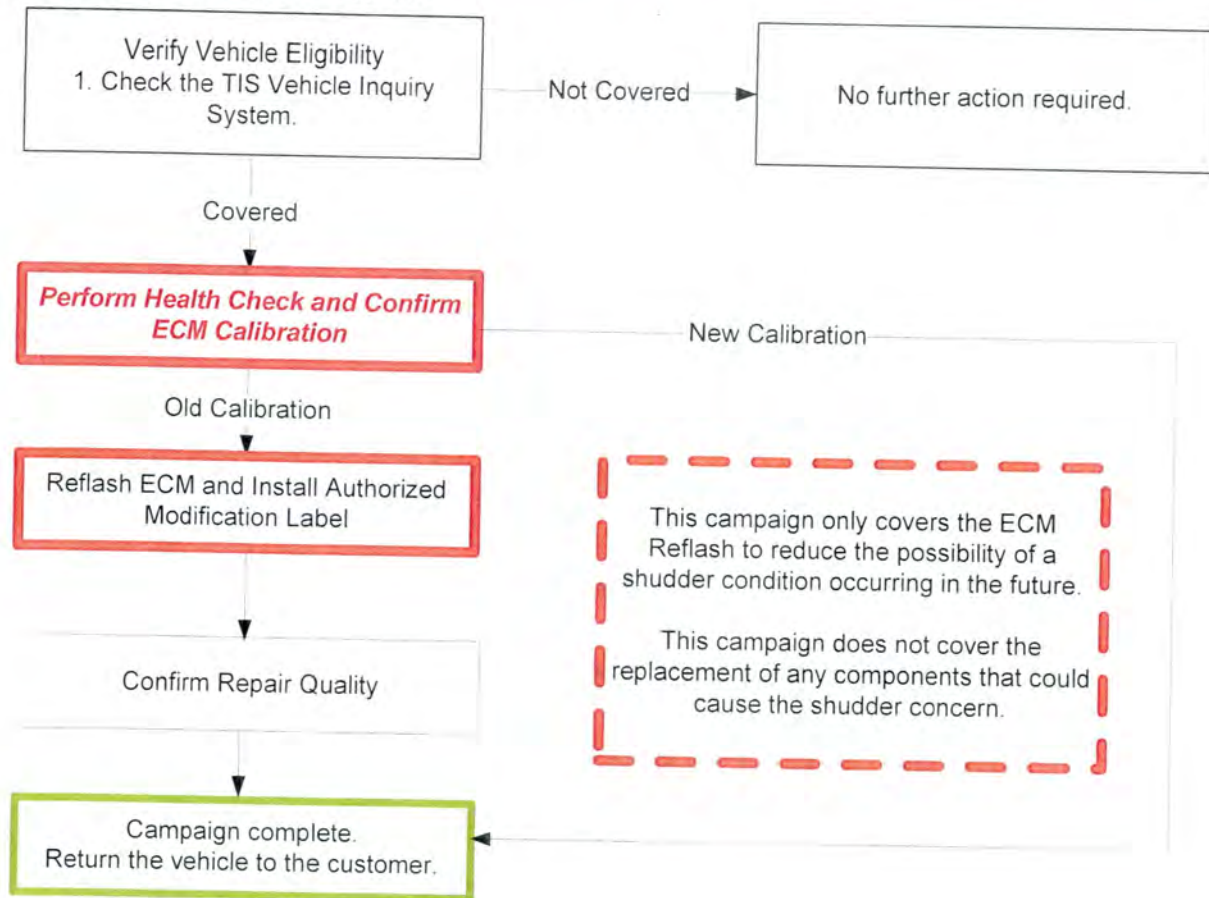 Verify Vehicle Eligibility
1. Check the TIS Vehicle Inquiry
System.
Not Covered
No further action required.
Covered
Perform Health Check and Confirm
ECM Calibration
New Calibration
Old Calibration
Reflash ECM and Install Authorized
Modification Label
This campaign only covers the ECM
Reflash to reduce the possibility of a
shudder condition occurring in the future.
This campaign does not cover the
replacement of any components that could
cause the shudder concern.
Confirm Repair Quality
Campaign complete.
Return the vehicle to the customer.